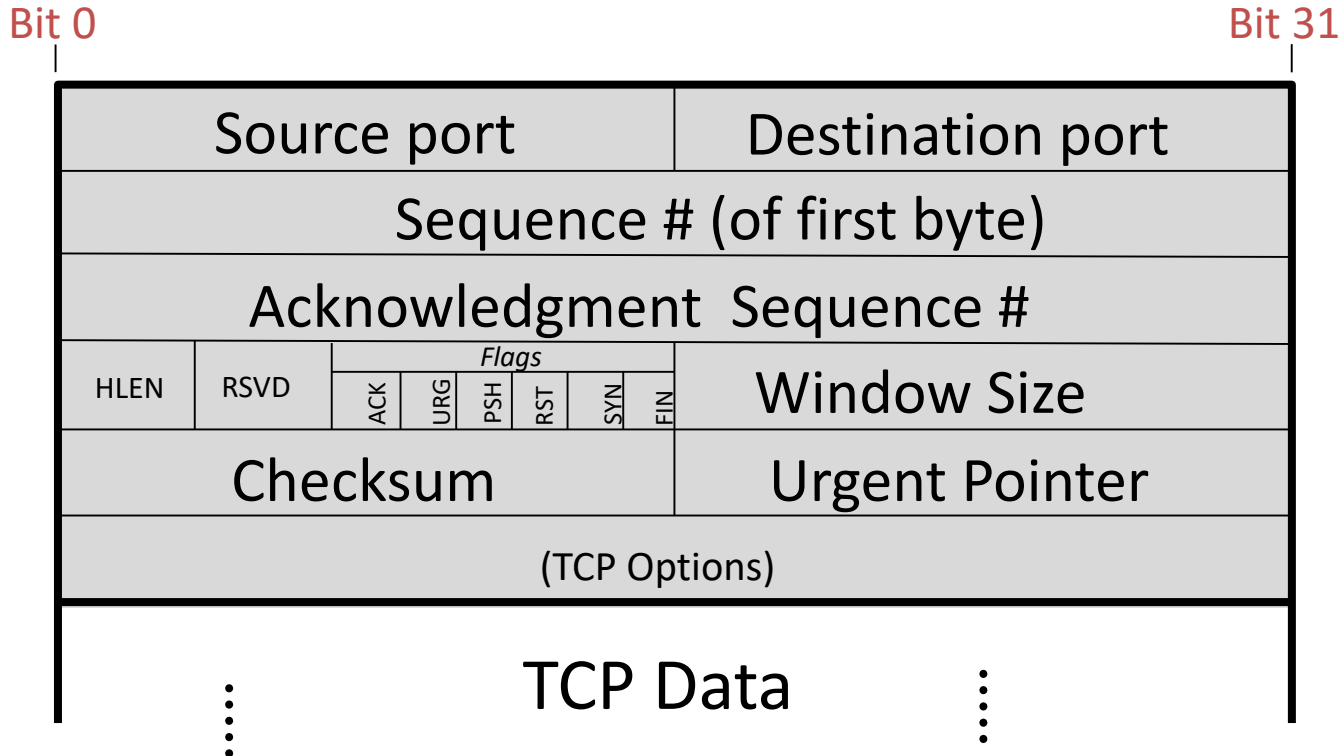 Bit 0 Bit 31
Source port Destination port
Sequence # (of first byte)
Acknowledgment Sequence #
HLEN RSVD Flags Window Size
ACK URG PSH RST SYN FIN
Checksum Urgent Pointer
(TCP Options)
TCP Data